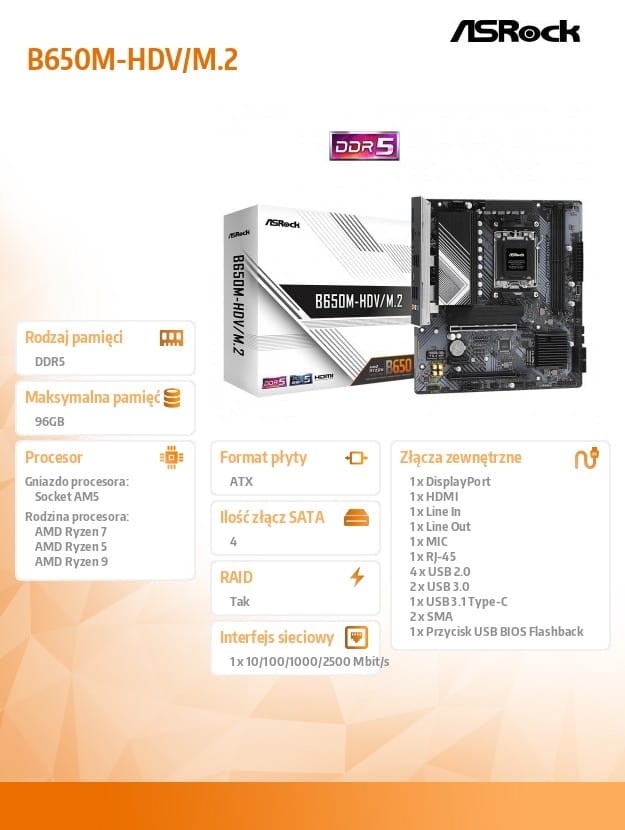 ASRock
B650M-HDV/M.2
DDR5
ASRock
B650M-HDV/M.2
B650M-HDV/M.2
DDR5
HDMI
B650
ASRock
Rodzaj pamięci
DDR5
Maksymalna pamięć
96GB
Procesor
Gniazdo procesora:
Socket AM5
Rodzina procesora:
AMD Ryzen 7
AMD Ryzen 5
AMD Ryzen 9
Format płyty
ATX
Ilość złącz SATA
4
RAID
Tak
Interfejs sieciowy
1 x 10/100/1000/2500 Mbit/s
Złącza zewnętrzne
1 x DisplayPort
1 x HDMI
1 x Line In
1 x Line Out
1 x MIC
1 x RJ-45
4 x USB 2.0
2 x USB 3.0
1 x USB 3.1 Type-C
2 x SMA
1 x Przycisk USB BIOS Flashback